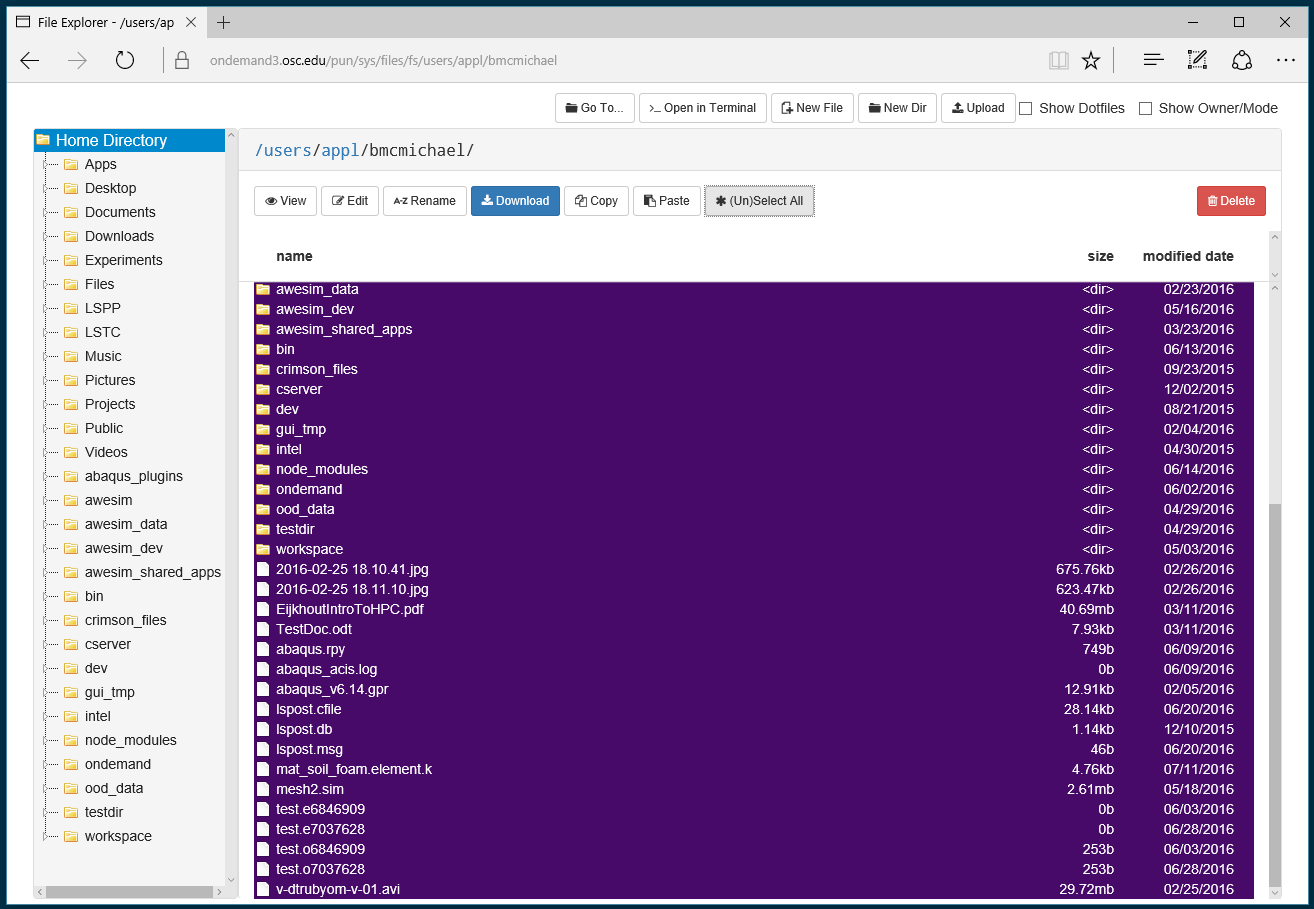 File Explorer - /users/ap
ondemand3.osc.edu/pun/sys/files/fs/users/appl/bmcmichael
Go To... >_ Open in Terminal New File New Dir Upload Show Dotfiles Show Owner/Mode
Home Directory
Apps
Desktop
Documents
Downloads
Experiments
Files
LSPP
LSTC
Music
Pictures
Projects
Public
Videos
abaqus_plugins
awesim
awesim_data
awesim_dev
awesim_shared_apps
bin
crimson_files
cserver
dev
gui_tmp
intel
node_modules
ondemand
ood_data
testdir
workspace
/users/appl/bmcmichael/
View Edit A-Z Rename Download Copy Paste (Un)Select All Delete
name size modified date
awesim_data <dir> 02/23/2016
awesim_dev <dir> 05/16/2016
awesim_shared_apps <dir> 03/23/2016
bin <dir> 06/13/2016
crimson_files <dir> 09/23/2015
cserver <dir> 12/02/2015
dev <dir> 08/21/2015
gui_tmp <dir> 02/04/2016
intel <dir> 04/30/2015
node_modules <dir> 06/14/2016
ondemand <dir> 06/02/2016
ood_data <dir> 04/29/2016
testdir <dir> 04/29/2016
workspace <dir> 05/03/2016
2016-02-25 18.10.41.jpg 675.76kb 02/26/2016
2016-02-25 18.11.10.jpg 623.47kb 02/26/2016
EijkhoutIntroToHPC.pdf 40.69mb 03/11/2016
TestDoc.odt 7.93kb 03/11/2016
abaqus.rpy 749b 06/09/2016
abaqus_acis.log 0b 06/09/2016
abaqus_v6.14.gpr 12.91kb 02/05/2016
lspost.cfile 28.14kb 06/20/2016
lspost.db 1.14kb 12/10/2015
lspost.msg 46b 06/20/2016
mat_soil_foam.element.k 4.76kb 07/11/2016
mesh2.sim 2.61mb 05/18/2016
test.e6846909 0b 06/03/2016
test.e7037628 0b 06/28/2016
test.o6846909 253b 06/03/2016
test.o7037628 253b 06/28/2016
v-dtrubyom-v-01.avi 29.72mb 02/25/2016